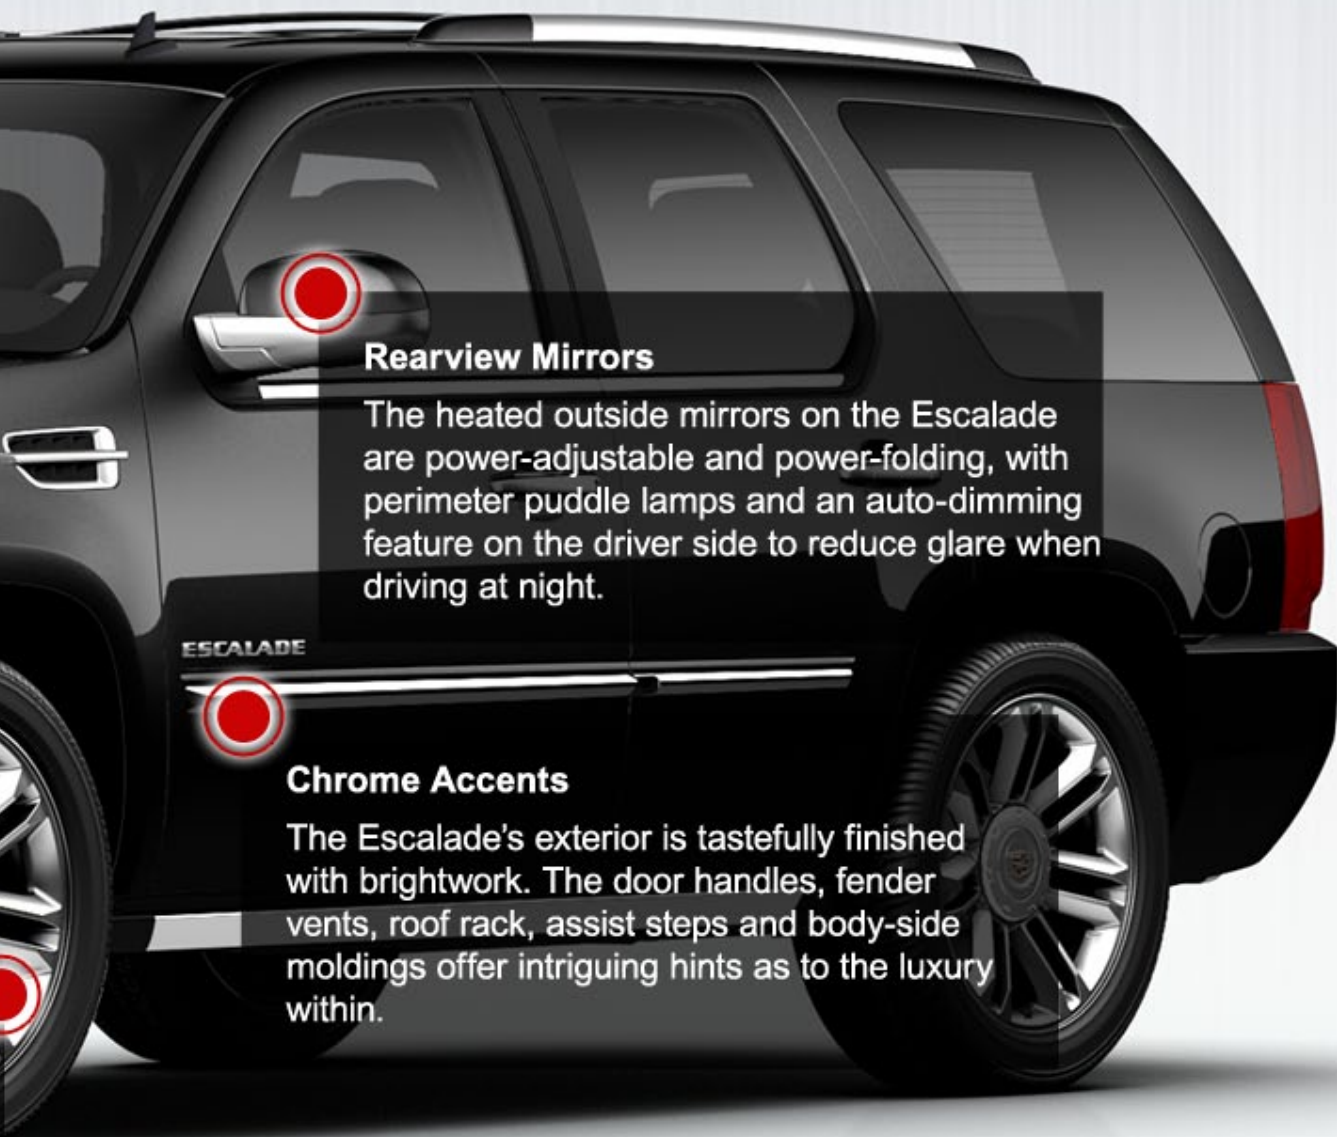 Rearview Mirrors
The heated outside mirrors on the Escalade
are power-adjustable and power-folding, with
perimeter puddle lamps and an auto-dimming
feature on the driver side to reduce glare when
driving at night.
ESCALADE
Chrome Accents
The Escalade’s exterior is tastefully finished
with brightwork. The door handles, fender
vents, roof rack, assist steps and body-side
moldings offer intriguing hints as to the luxury
within.